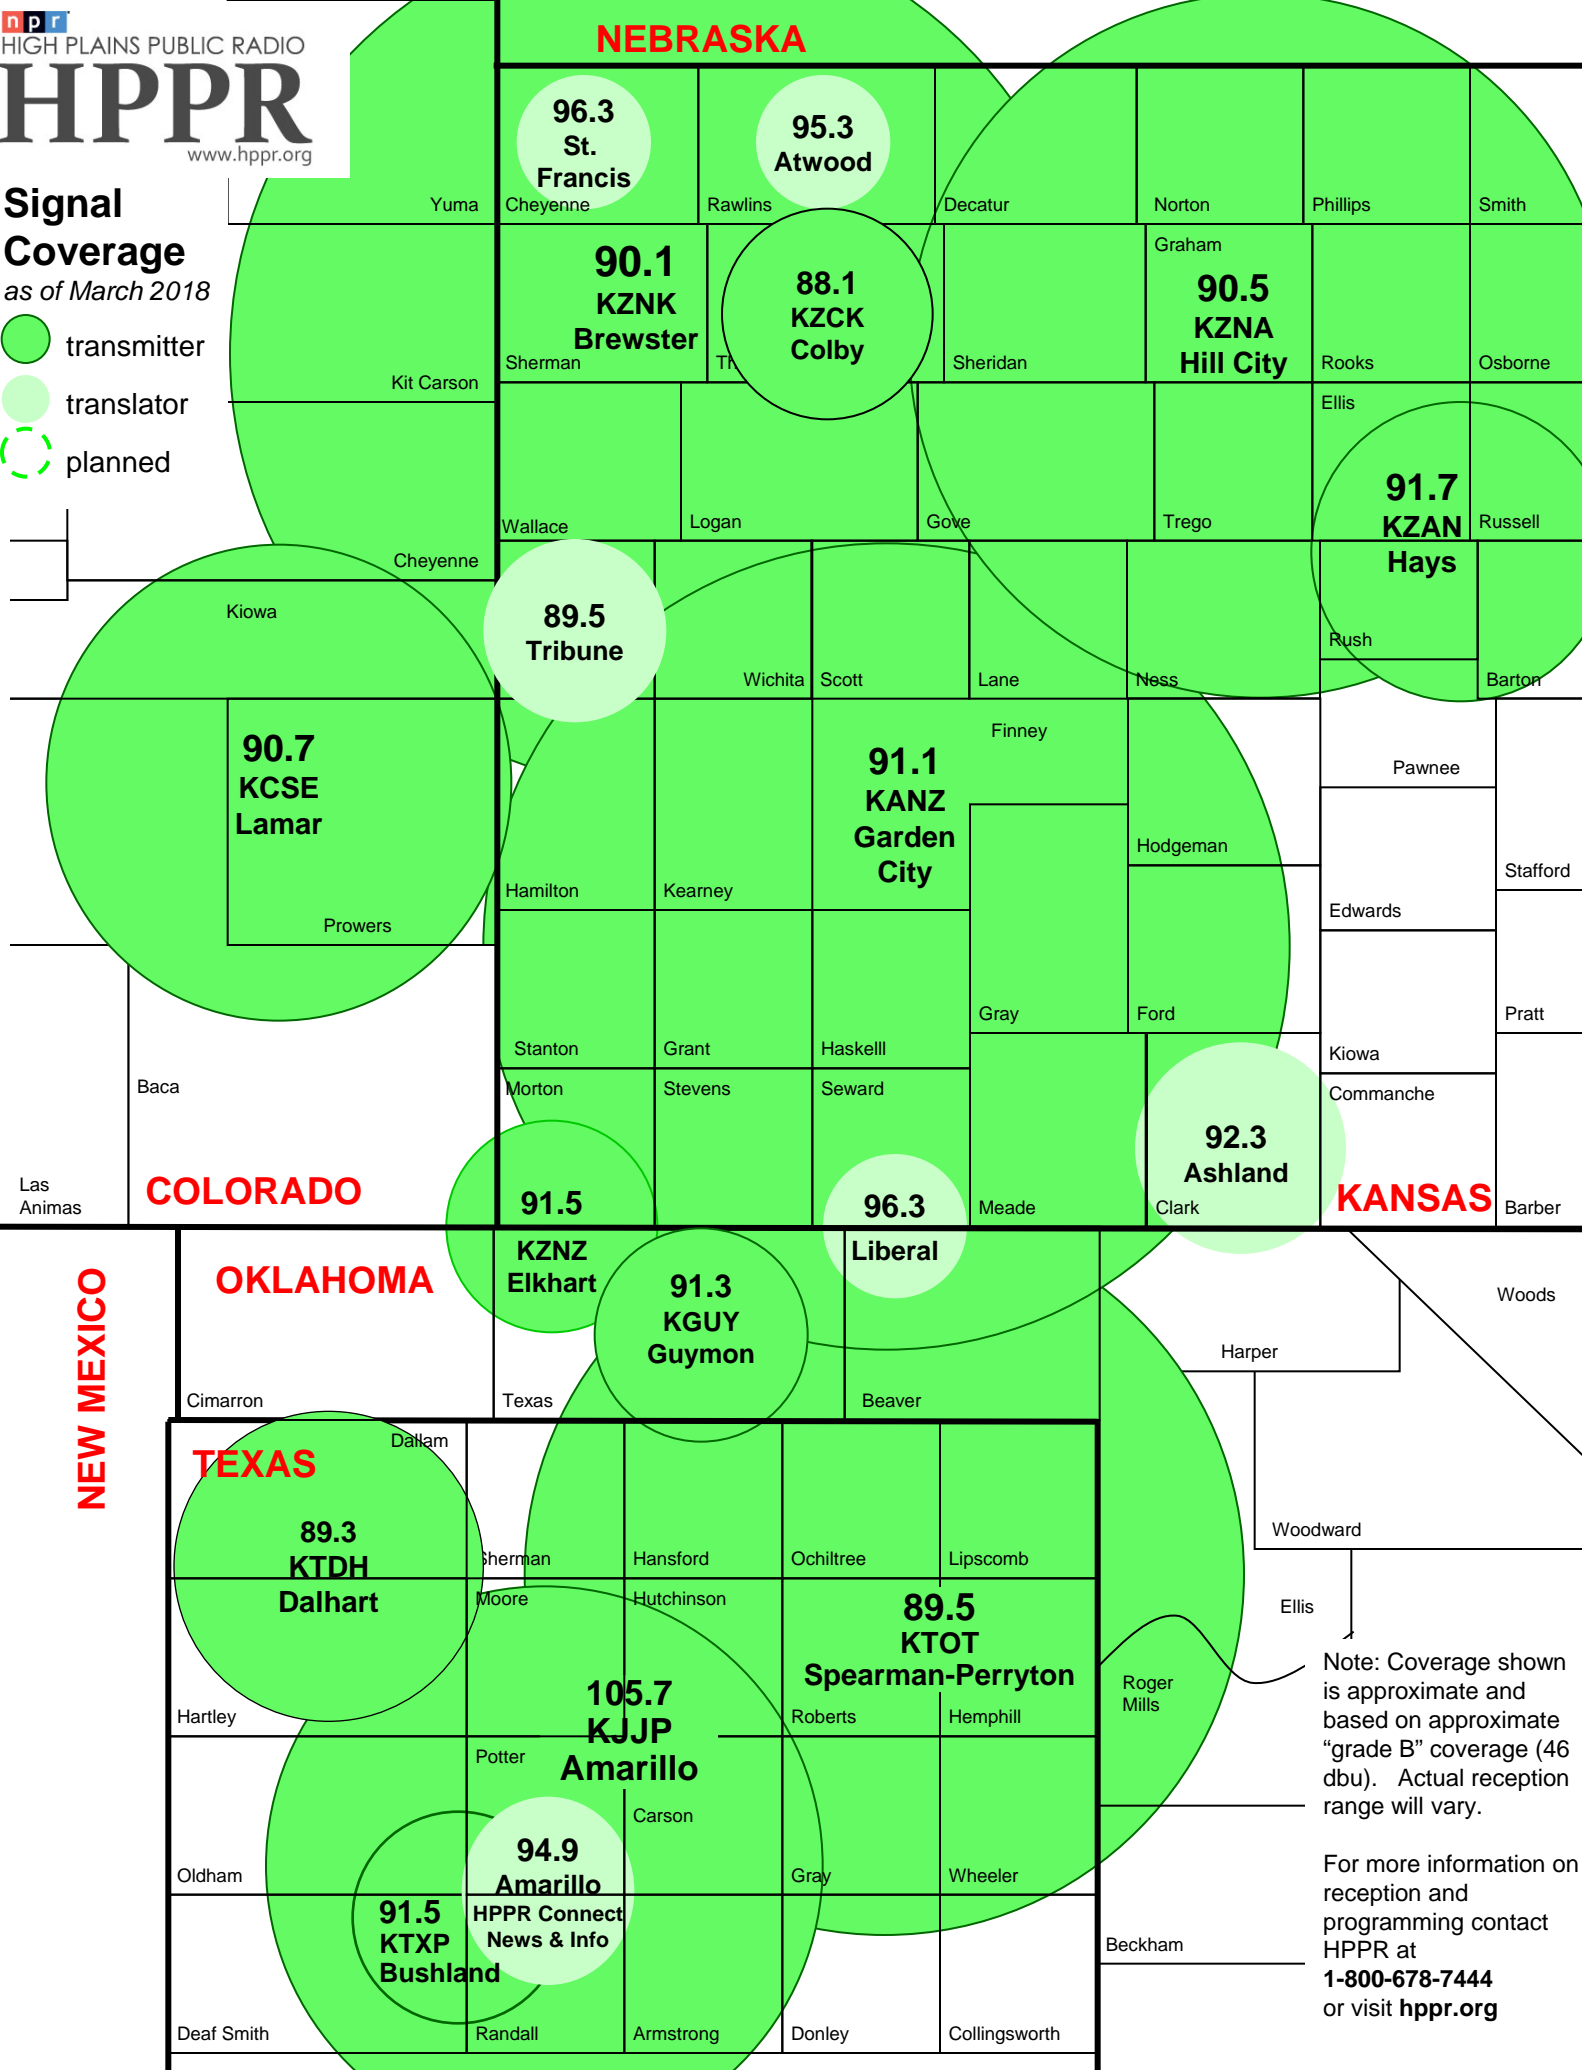 npr
HIGH PLAINS PUBLIC RADIO
HPPR
www.hppr.org
Signal
Coverage
as of March 2018
transmitter
translator
planned
NEBRASKA
96.3
St.
Francis
95.3
Atwood
Yuma
Cheyenne
Rawlins
Decatur
Norton
Phillips
Smith
90.1
KZNK
Brewster
88.1
KZCK
Colby
Graham
90.5
KZNA
Hill City
Kit Carson
Sherman
Th
Sheridan
Rooks
Osborne
Ellis
91.7
KZAN
Hays
Wallace
Logan
Gove
Trego
Russell
Cheyenne
Kiowa
89.5
Tribune
Wichita
Scott
Lane
Ness
Rush
Barton
90.7
KCSE
Lamar
Finney
91.1
KANZ
Garden
City
Pawnee
Hodgeman
Stafford
Hamilton
Kearney
Edwards
Prowers
Gray
Ford
Pratt
Stanton
Grant
Haskelll
Kiowa
Baca
Morton
Stevens
Seward
Commanche
92.3
Ashland
Las
Animas
COLORADO
91.5
KZNZ
Elkhart
96.3
Liberal
Meade
Clark
KANSAS
Barber
NEW MEXICO
OKLAHOMA
91.3
KGUY
Guymon
Woods
Harper
Cimarron
Texas
Beaver
Dallam
TEXAS
89.3
KTDH
Dalhart
Sherman
Hansford
Ochiltree
Lipscomb
Woodward
Moore
Hutchinson
89.5
KTOT
Spearman-Perryton
Ellis
105.7
KJJP
Amarillo
Roger
Mills
Hartley
Roberts
Hemphill
Potter
Carson
94.9
Amarillo
HPPR Connect
News & Info
Oldham
Gray
Wheeler
91.5
KTXP
Bushland
Beckham
Deaf Smith
Randall
Armstrong
Donley
Collingsworth
Note: Coverage shown
is approximate and
based on approximate
“grade B” coverage (46
dbu). Actual reception
range will vary.
For more information on
reception and
programming contact
HPPR at
1-800-678-7444
or visit hppr.org